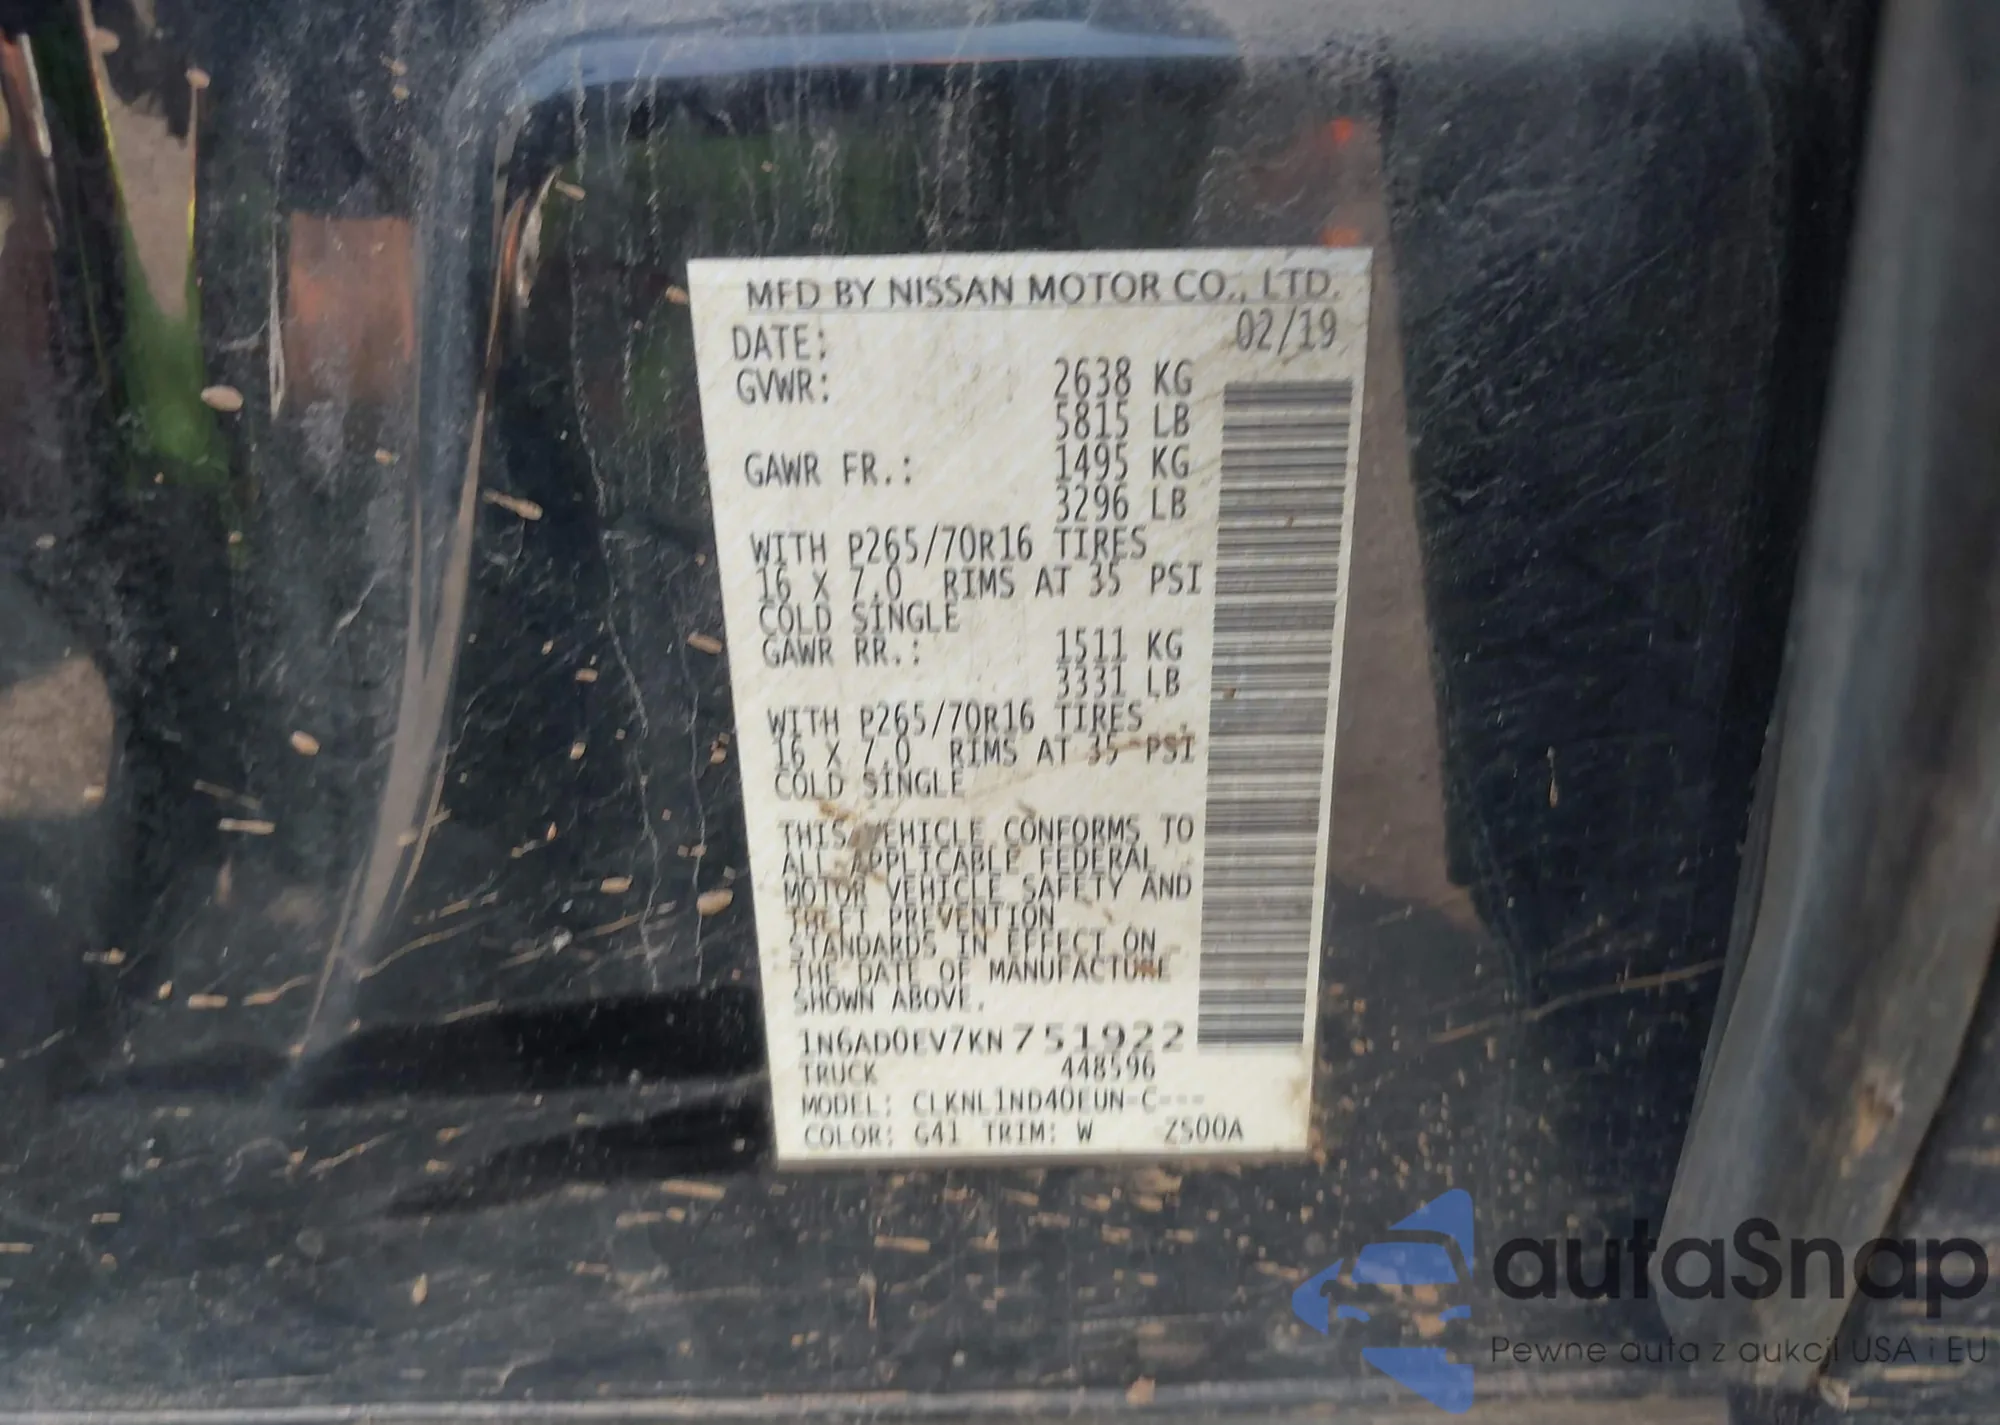 MFD BY NISSAN MOTOR CO., LTD.
DATE: 02/19
GVWR: 2638 KG
5815 LB
GAWR FR.: 1495 KG
3296 LB
WITH P265/70R16 TIRES
16 X 7.0 RIMS AT 35 PSI
COLD SINGLE
GAWR RR.: 1511 KG
3331 LB
WITH P265/70R16 TIRES
16 X 7.0 RIMS AT 35 PSI
COLD SINGLE
THIS VEHICLE CONFORMS TO
ALL APPLICABLE FEDERAL
MOTOR VEHICLE SAFETY AND
THEFT PREVENTION
STANDARDS IN EFFECT ON
THE DATE OF MANUFACTURE
SHOWN ABOVE.
1N6AD0EV7KN751922
TRUCK 448596
MODEL: CLKNL1ND40EUN-C---
COLOR: G41 TRIM: W ZS00A
autaSnap
Pewne auta z aukcji USA i EU